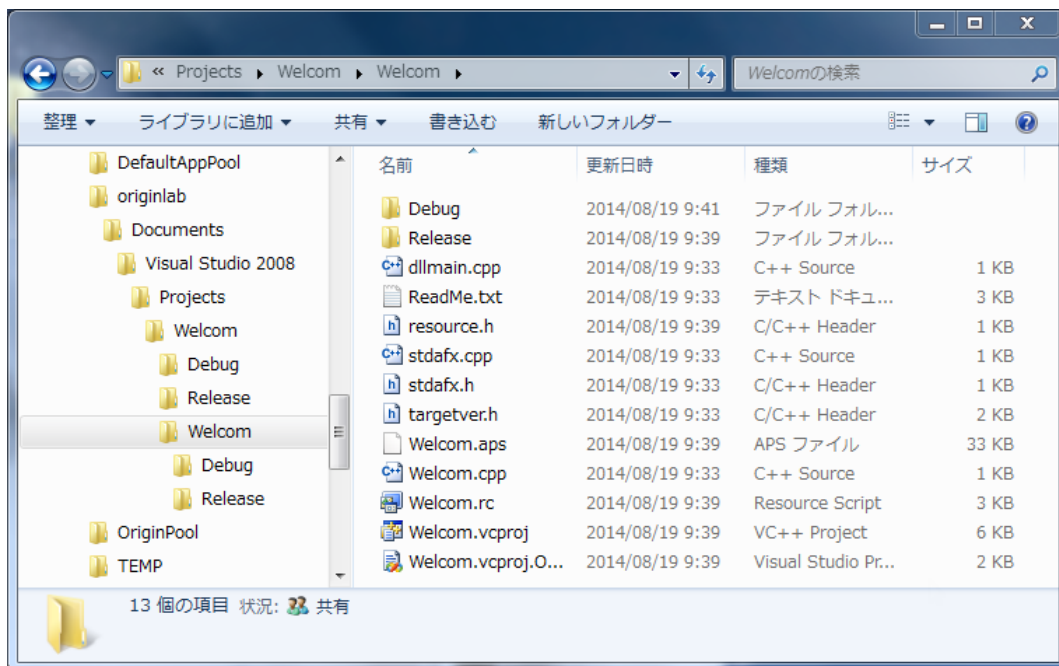 « Projects ▸ Welcom ▸ Welcom ▸ Welcomの検索
整理 ▼ ライブラリに追加 ▼ 共有 ▼ 書き込む 新しいフォルダー
DefaultAppPool
originlab
Documents
Visual Studio 2008
Projects
Welcom
Debug
Release
Welcom
Debug
Release
OriginPool
TEMP
名前 更新日時 種類 サイズ
Debug 2014/08/19 9:41 ファイル フォル...
Release 2014/08/19 9:39 ファイル フォル...
dllmain.cpp 2014/08/19 9:33 C++ Source 1 KB
ReadMe.txt 2014/08/19 9:33 テキスト ドキュ... 3 KB
resource.h 2014/08/19 9:39 C/C++ Header 1 KB
stdafx.cpp 2014/08/19 9:33 C++ Source 1 KB
stdafx.h 2014/08/19 9:33 C/C++ Header 1 KB
targetver.h 2014/08/19 9:33 C/C++ Header 2 KB
Welcom.aps 2014/08/19 9:39 APS ファイル 33 KB
Welcom.cpp 2014/08/19 9:33 C++ Source 1 KB
Welcom.rc 2014/08/19 9:39 Resource Script 3 KB
Welcom.vcproj 2014/08/19 9:39 VC++ Project 6 KB
Welcom.vcproj.O... 2014/08/19 9:39 Visual Studio Pr... 2 KB
13 個の項目 状況: 共有